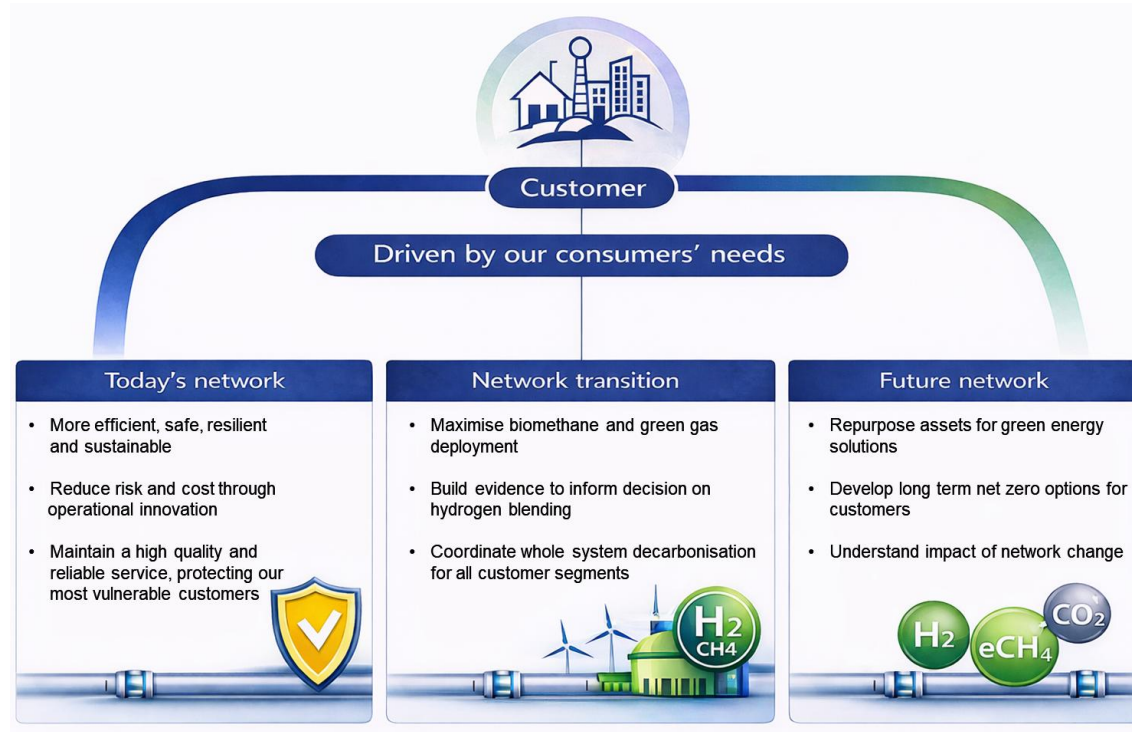 Customer
Driven by our consumers' needs
Today's network
• More efficient, safe, resilient
and sustainable
• Reduce risk and cost through
operational innovation
• Maintain a high quality and
reliable service, protecting our
most vulnerable customers
Network transition
• Maximise biomethane and green gas
deployment
• Build evidence to inform decision on
hydrogen blending
• Coordinate whole system decarbonisation
for all customer segments
H2
CH4
Future network
• Repurpose assets for green energy
solutions
• Develop long term net zero options for
customers
• Understand impact of network change
H2
eCH4
CO2